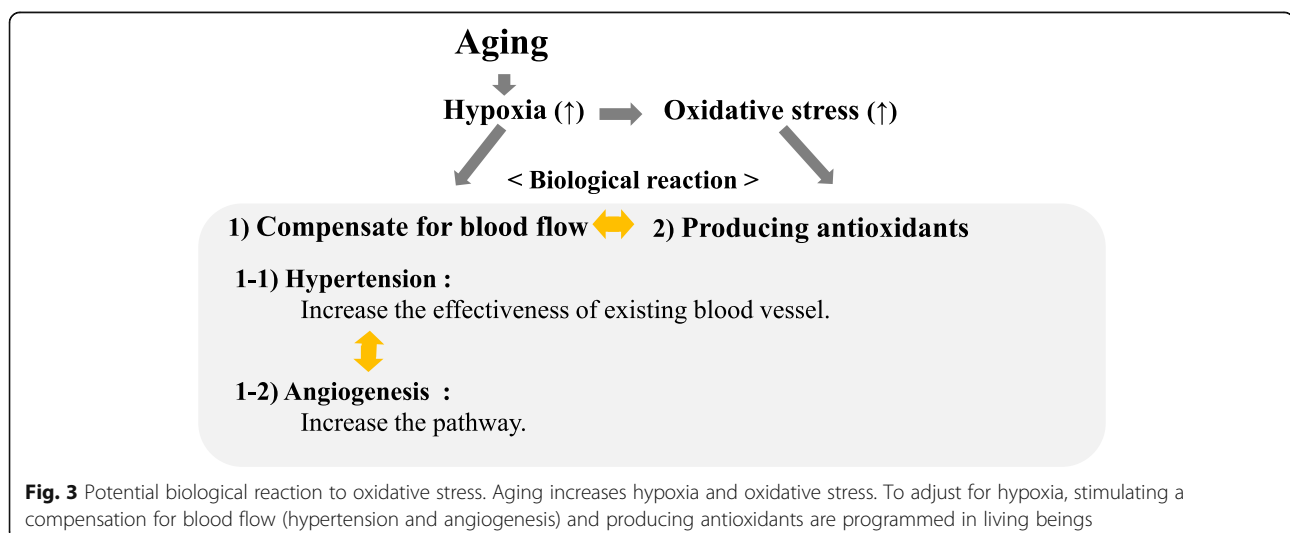 Aging
Hypoxia (↑)
Oxidative stress (↑)
< Biological reaction >
1) Compensate for blood flow
2) Producing antioxidants
1-1) Hypertension :
Increase the effectiveness of existing blood vessel.
1-2) Angiogenesis :
Increase the pathway.
Fig. 3 Potential biological reaction to oxidative stress. Aging increases hypoxia and oxidative stress. To adjust for hypoxia, stimulating a
compensation for blood flow (hypertension and angiogenesis) and producing antioxidants are programmed in living beings